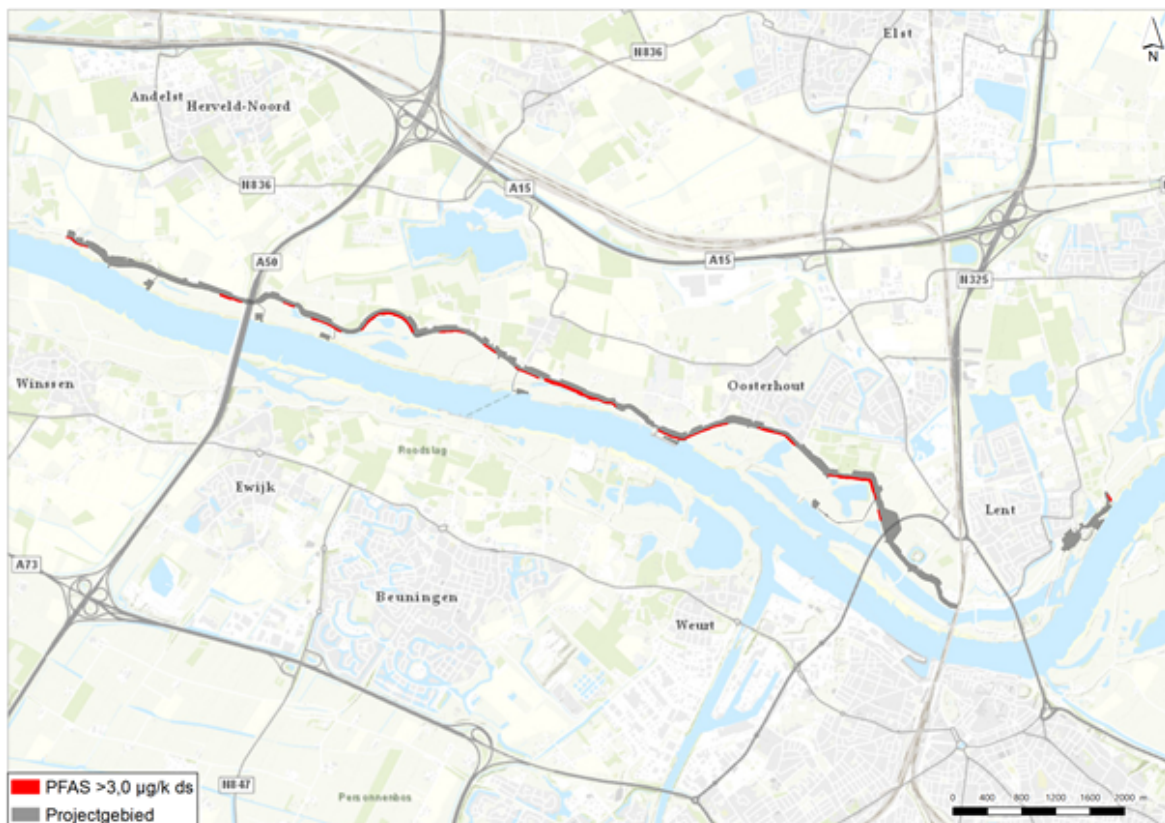 Elst
N836
N
Andelst
Herveld-Noord
N836
A15
A15
A50
N325
Winssen
Oosterhout
Roodslag
Ewijk
Lent
A73
Beuningen
Weurt
N847
Personnenbos
PFAS >3,0 µg/k ds
Projectgebied
0 400 800 1200 1600 2000 m